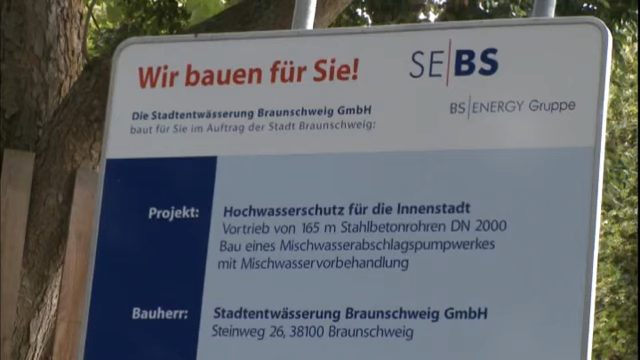 Wir bauen für Sie!
SE|BS
BS|ENERGY Gruppe
Die Stadtentwässerung Braunschweig GmbH
baut für Sie im Auftrag der Stadt Braunschweig:
Projekt: Hochwasserschutz für die Innenstadt
Vortrieb von 165 m Stahlbetonrohren DN 2000
Bau eines Mischwasserabschlagspumpwerkes
mit Mischwasservorbehandlung
Bauherr: Stadtentwässerung Braunschweig GmbH
Steinweg 26, 38100 Braunschweig